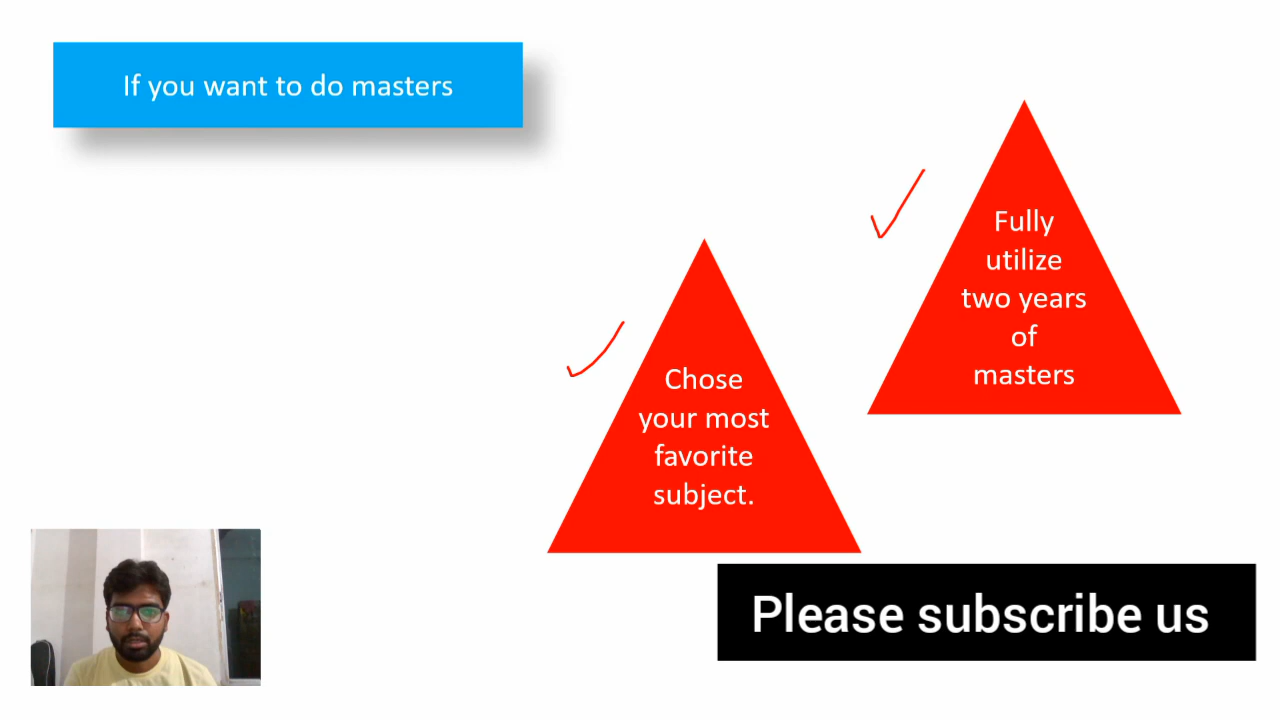 If you want to do masters
Fully
utilize
two years
of
masters
Chose
your most
favorite
subject.
Please subscribe us